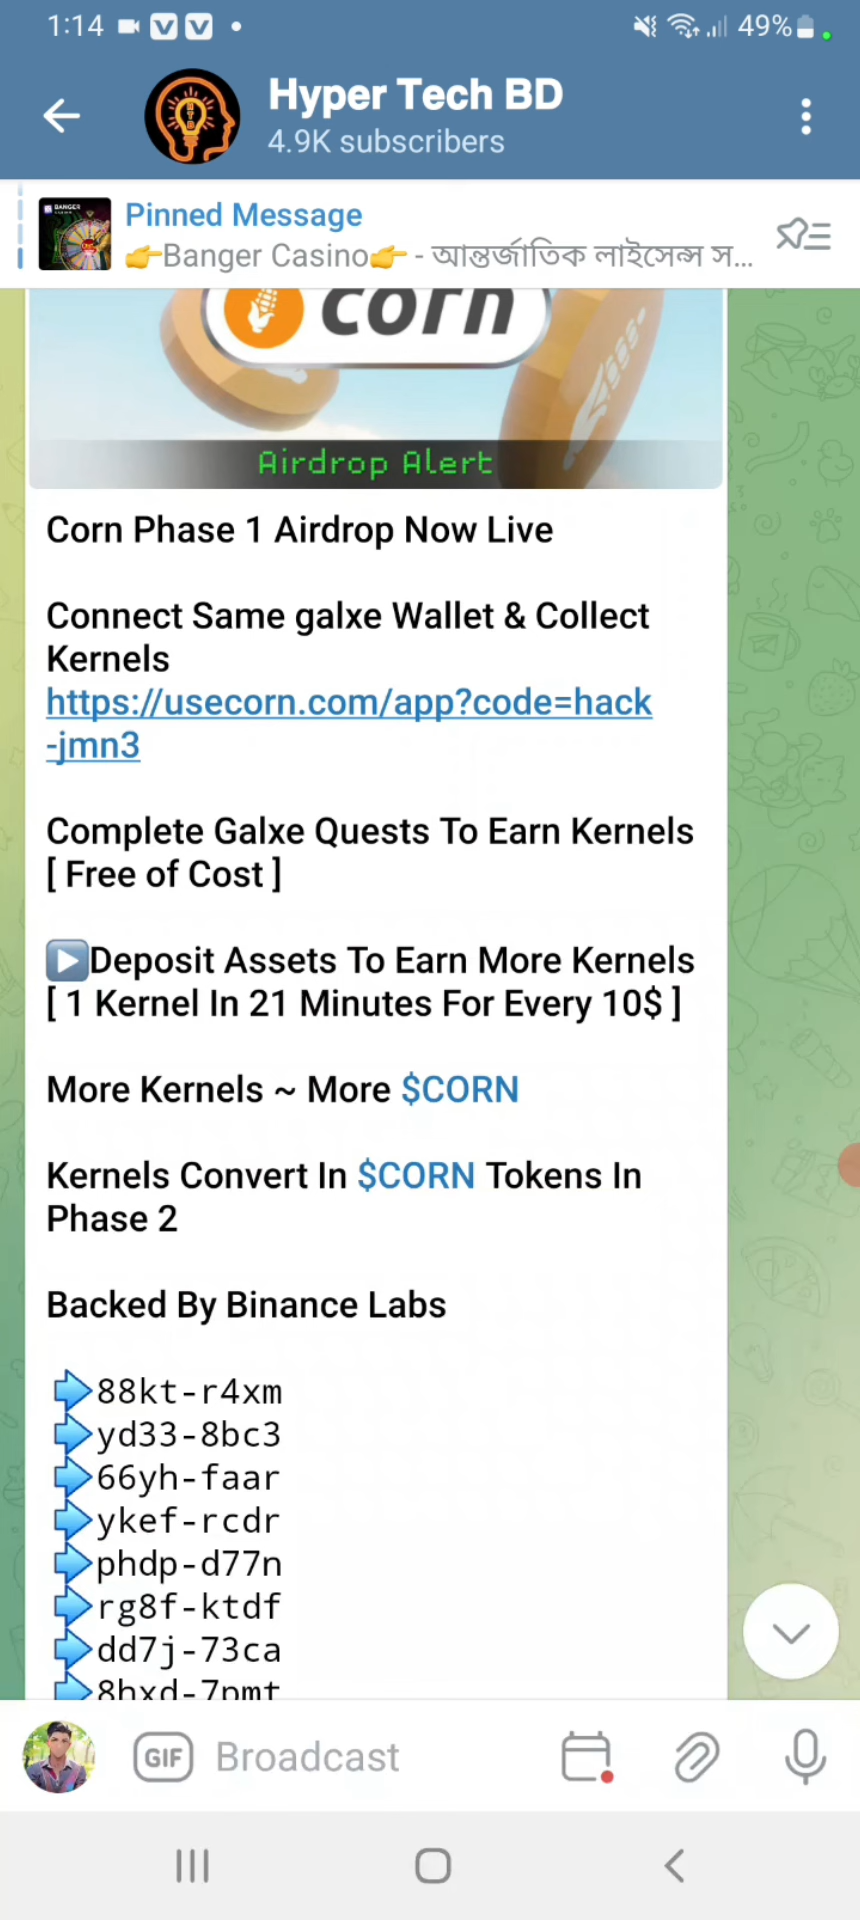 1:14
49%
Hyper Tech BD
4.9K subscribers
Pinned Message
👉Banger Casino👉 - আন্তর্জাতিক লাইসেন্স স...
BANGER
corn
Airdrop Alert
Corn Phase 1 Airdrop Now Live
Connect Same galxe Wallet & Collect
Kernels
https://usecorn.com/app?code=hack
-jmn3
Complete Galxe Quests To Earn Kernels
[ Free of Cost ]
▶️Deposit Assets To Earn More Kernels
[ 1 Kernel In 21 Minutes For Every 10$ ]
More Kernels ~ More $CORN
Kernels Convert In $CORN Tokens In
Phase 2
Backed By Binance Labs
88kt-r4xm
yd33-8bc3
66yh-faar
ykef-rcdr
phdp-d77n
rg8f-ktdf
dd7j-73ca
8hxd-7pmt
GIF
Broadcast